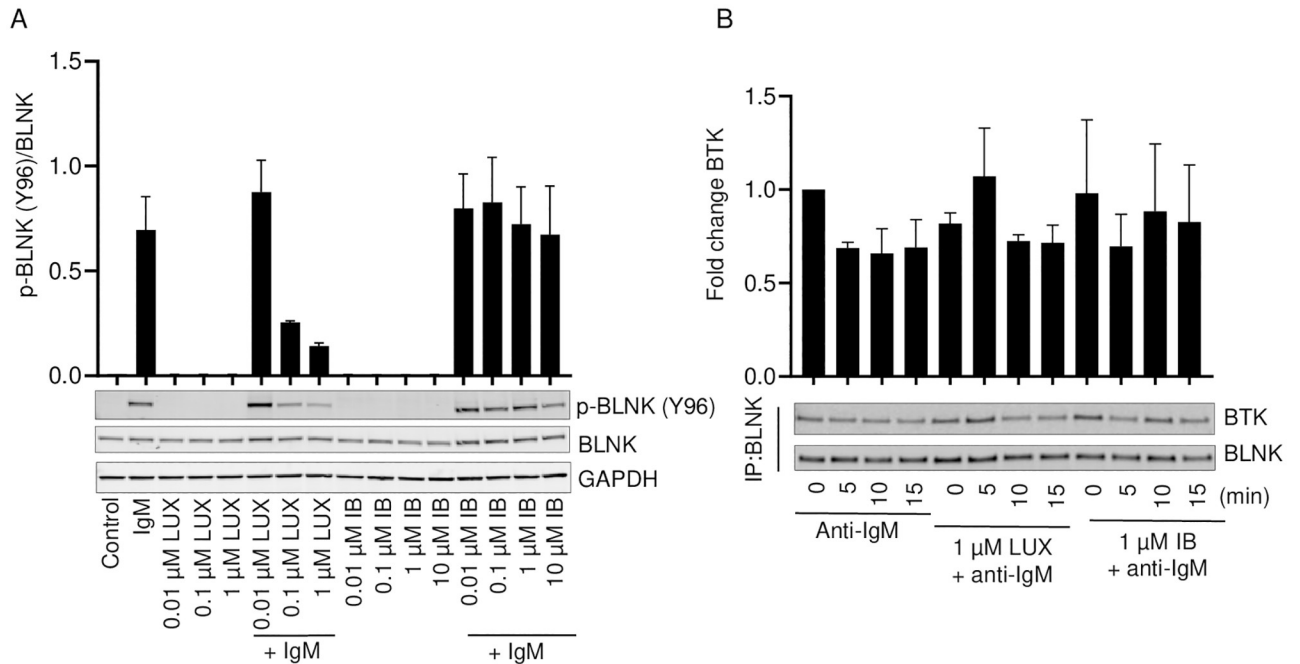 A
1.5
1.0
0.5
0.0
p-BLNK (Y96)/BLNK
p-BLNK (Y96)
BLNK
GAPDH
Control
IgM
0.01 µM LUX
0.1 µM LUX
1 µM LUX
0.01 µM LUX
0.1 µM LUX
1 µM LUX
0.01 µM IB
0.1 µM IB
1 µM IB
10 µM IB
0.01 µM IB
0.1 µM IB
1 µM IB
10 µM IB
+ IgM
+ IgM
B
1.5
1.0
0.5
0.0
Fold change BTK
IP:BLNK
BTK
BLNK
0 5 10 15 0 5 10 15 0 5 10 15 (min)
Anti-IgM
1 µM LUX
+ anti-IgM
1 µM IB
+ anti-IgM